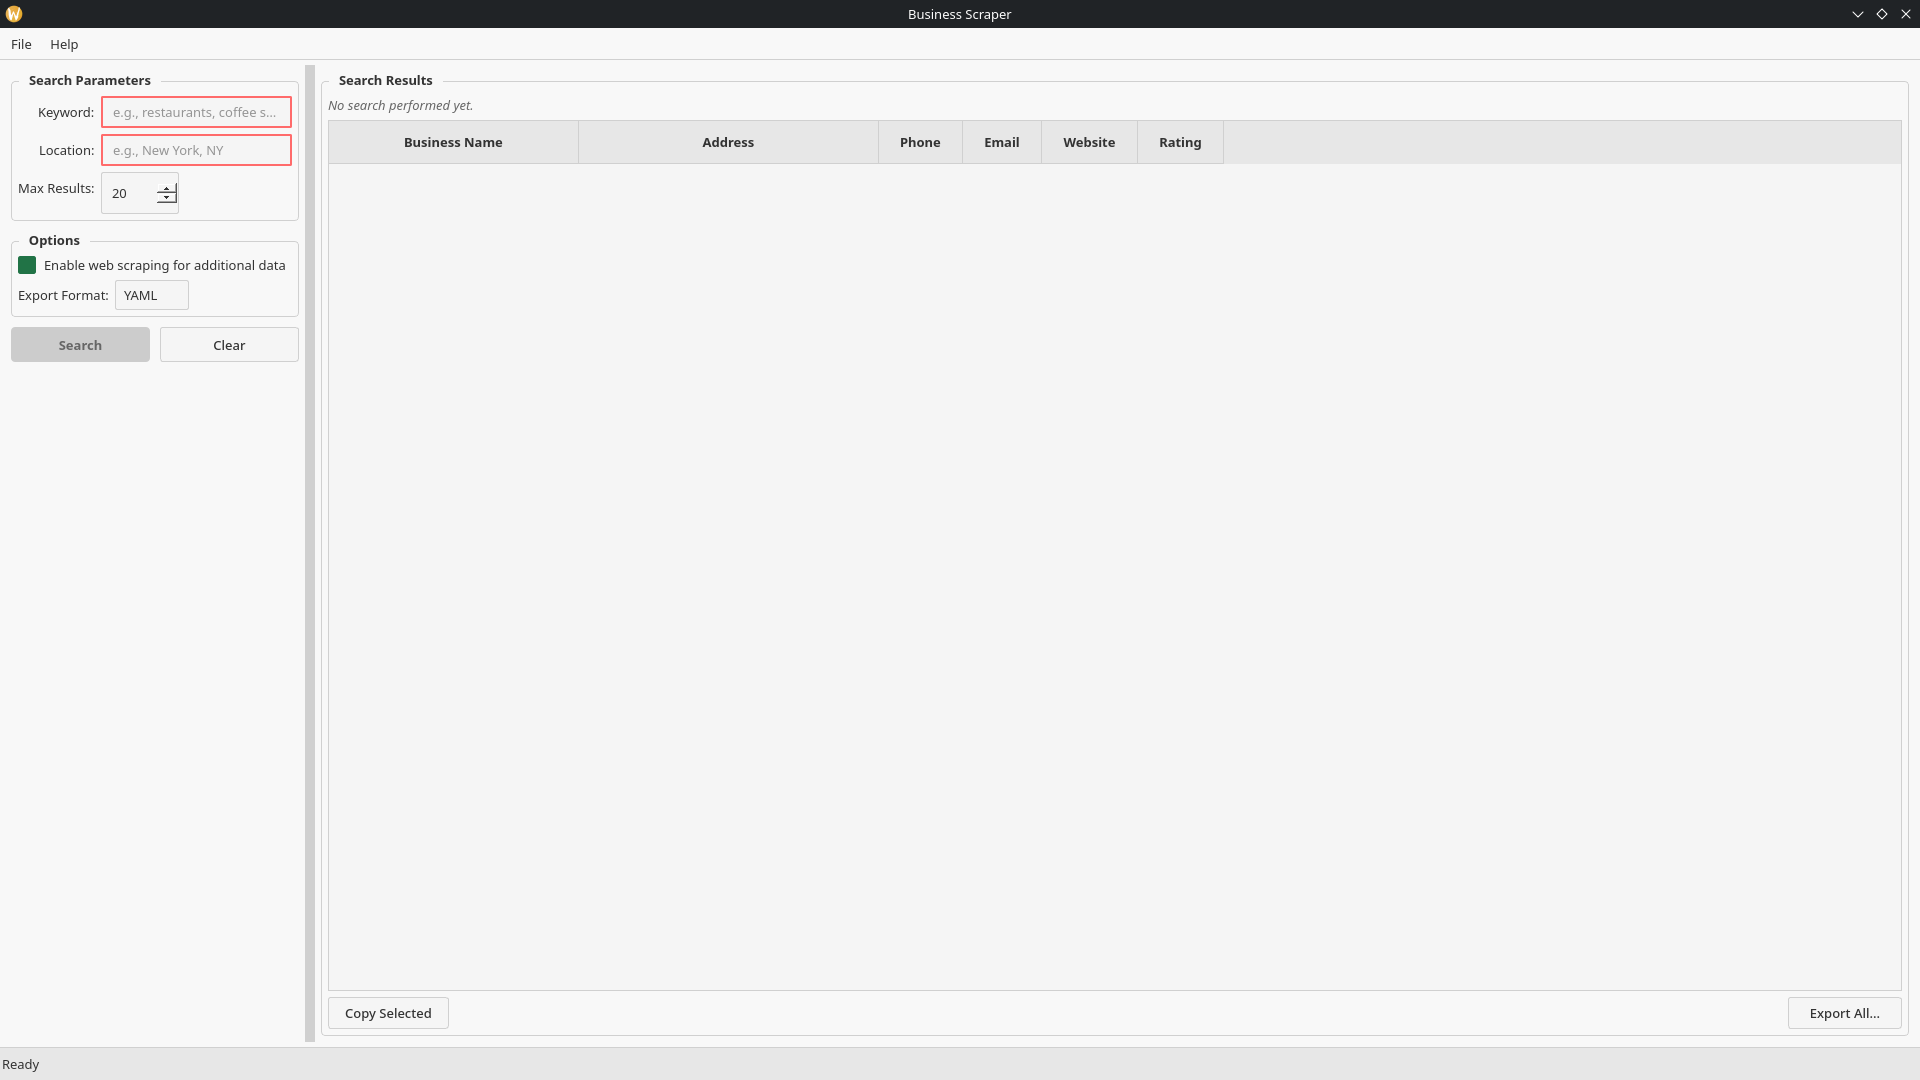 Business Scraper
File Help
Search Parameters
Keyword: e.g., restaurants, coffee s...
Location: e.g., New York, NY
Max Results: 20
Options
Enable web scraping for additional data
Export Format: YAML
Search Clear
Search Results
No search performed yet.
Business Name Address Phone Email Website Rating
Copy Selected Export All...
Ready